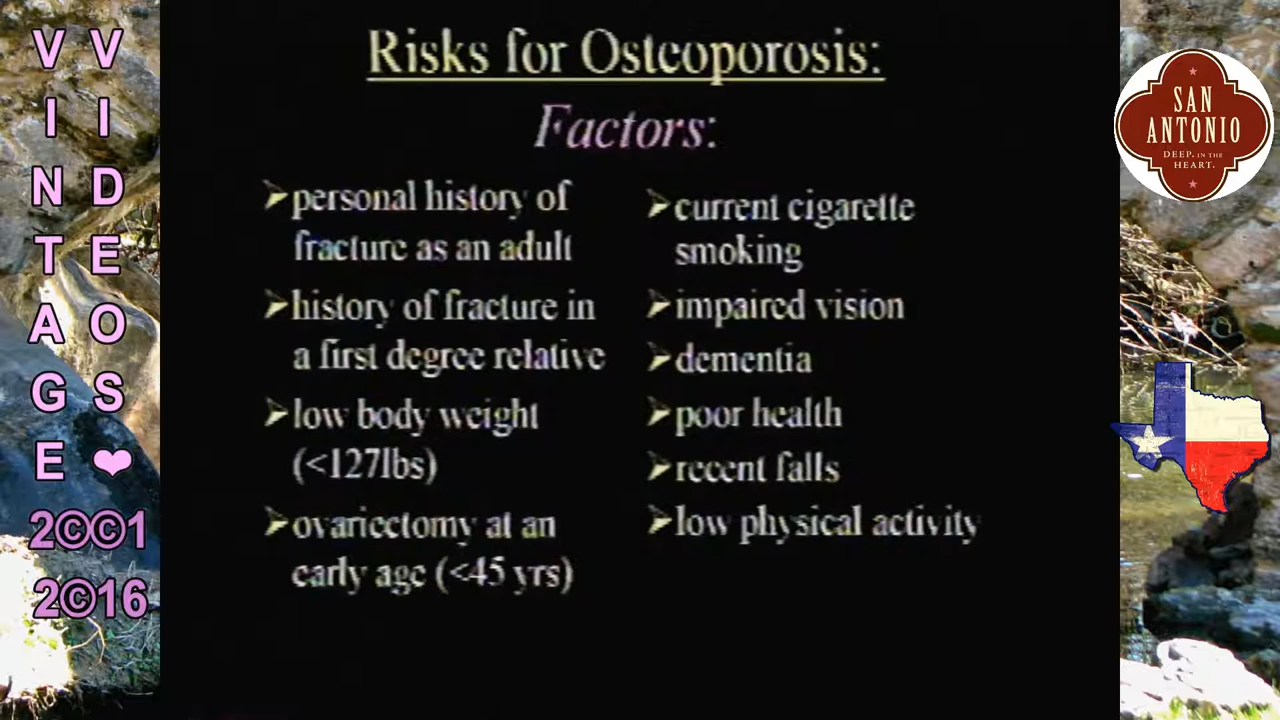 VINTAGE
VIDEOS❤
2©©1
2©16
Risks for Osteoporosis:
Factors:
➢personal history of
fracture as an adult
➢history of fracture in
a first degree relative
➢low body weight
(<127lbs)
➢ovariectomy at an
early age (<45 yrs)
➢current cigarette
smoking
➢impaired vision
➢dementia
➢poor health
➢recent falls
➢low physical activity
SAN
ANTONIO
DEEP. IN THE
HEART.